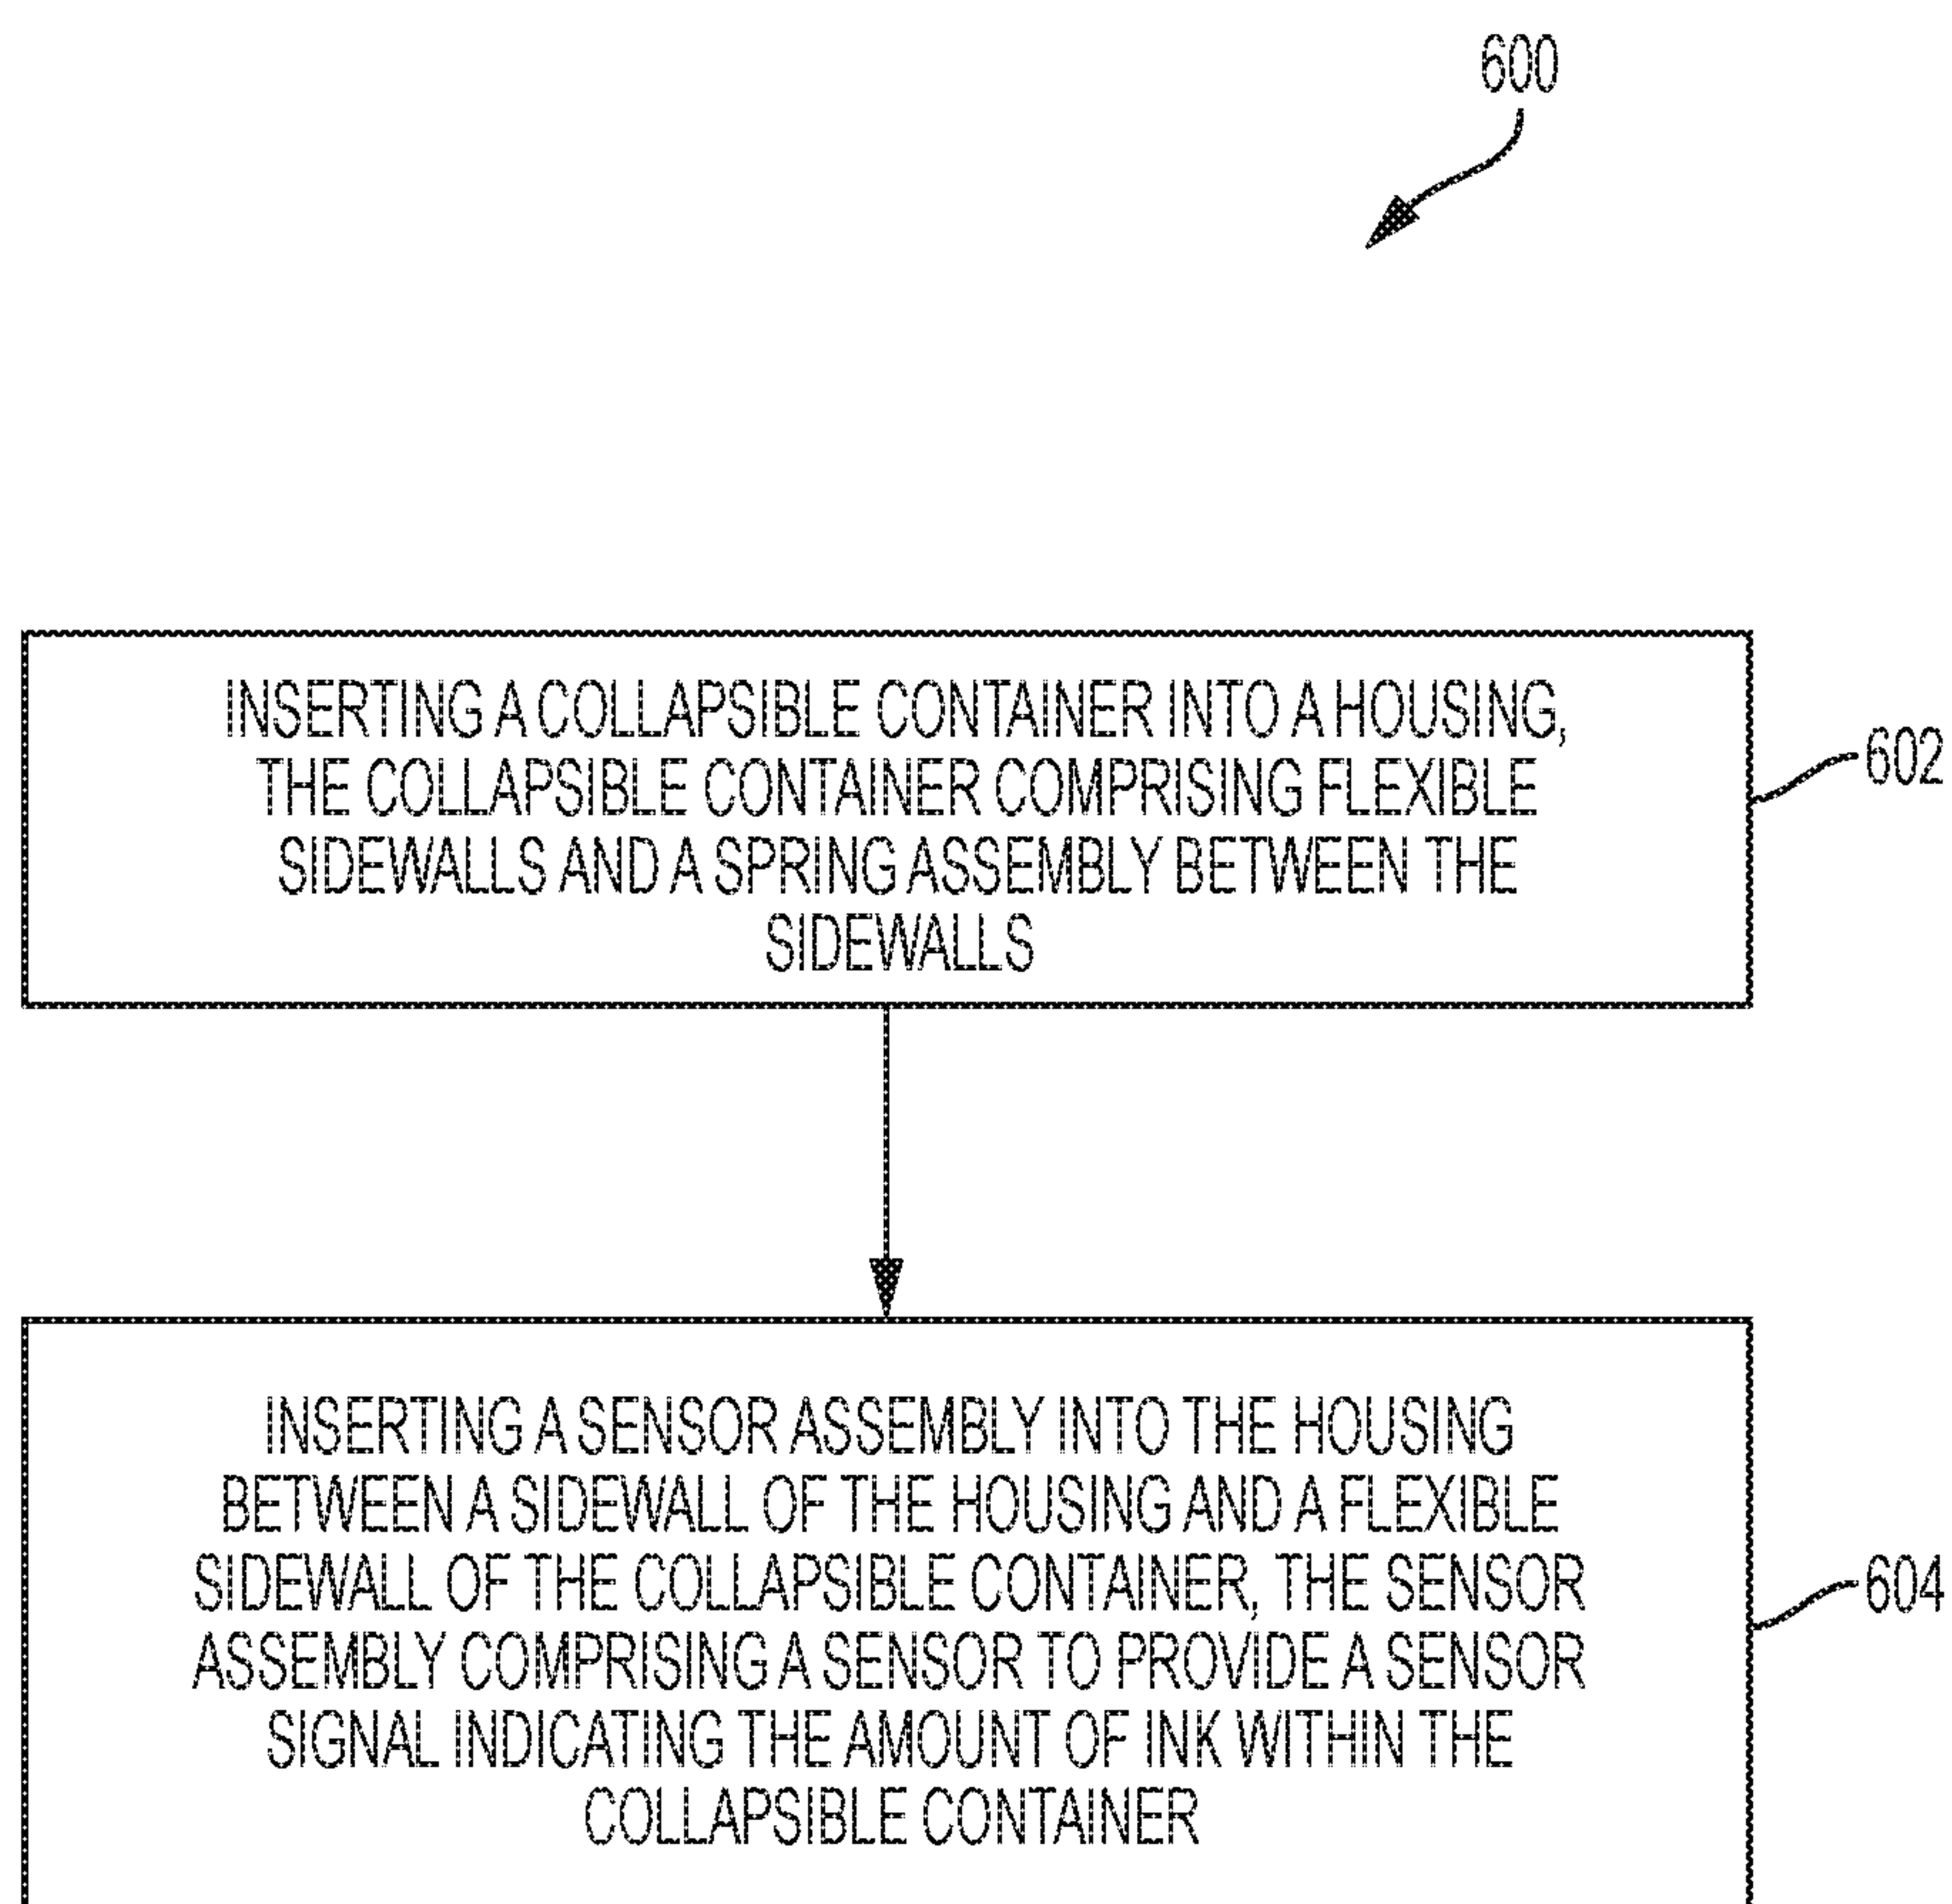 600
INSERTING A COLLAPSIBLE CONTAINER INTO A HOUSING,
THE COLLAPSIBLE CONTAINER COMPRISING FLEXIBLE
SIDEWALLS AND A SPRING ASSEMBLY BETWEEN THE
SIDEWALLS
602
INSERTING A SENSOR ASSEMBLY INTO THE HOUSING
BETWEEN A SIDEWALL OF THE HOUSING AND A FLEXIBLE
SIDEWALL OF THE COLLAPSIBLE CONTAINER, THE SENSOR
ASSEMBLY COMPRISING A SENSOR TO PROVIDE A SENSOR
SIGNAL INDICATING THE AMOUNT OF INK WITHIN THE
COLLAPSIBLE CONTAINER
604